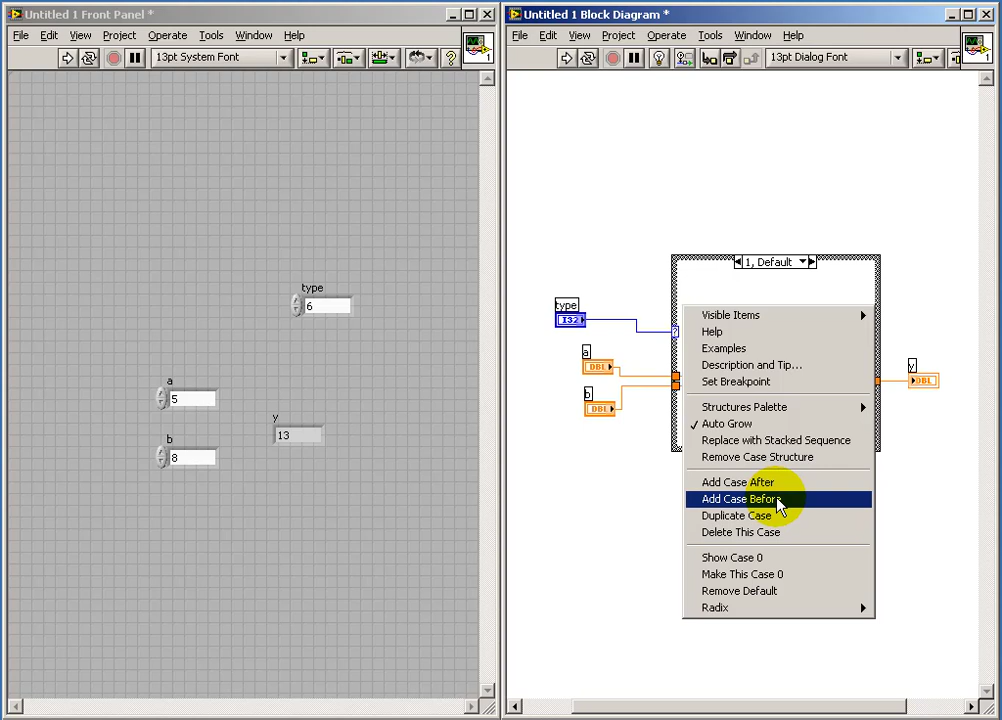 Untitled 1 Front Panel *
File Edit View Project Operate Tools Window Help
13pt System Font
1
type
6
a
5
b
8
y
13
Untitled 1 Block Diagram *
File Edit View Project Operate Tools Window Help
13pt Dialog Font
1
1, Default
type
I32
?
a
DBL
b
DBL
y
DBL
Visible Items
Help
Examples
Description and Tip...
Set Breakpoint
Structures Palette
Auto Grow
Replace with Stacked Sequence
Remove Case Structure
Add Case After
Add Case Before
Duplicate Case
Delete This Case
Show Case 0
Make This Case 0
Remove Default
Radix